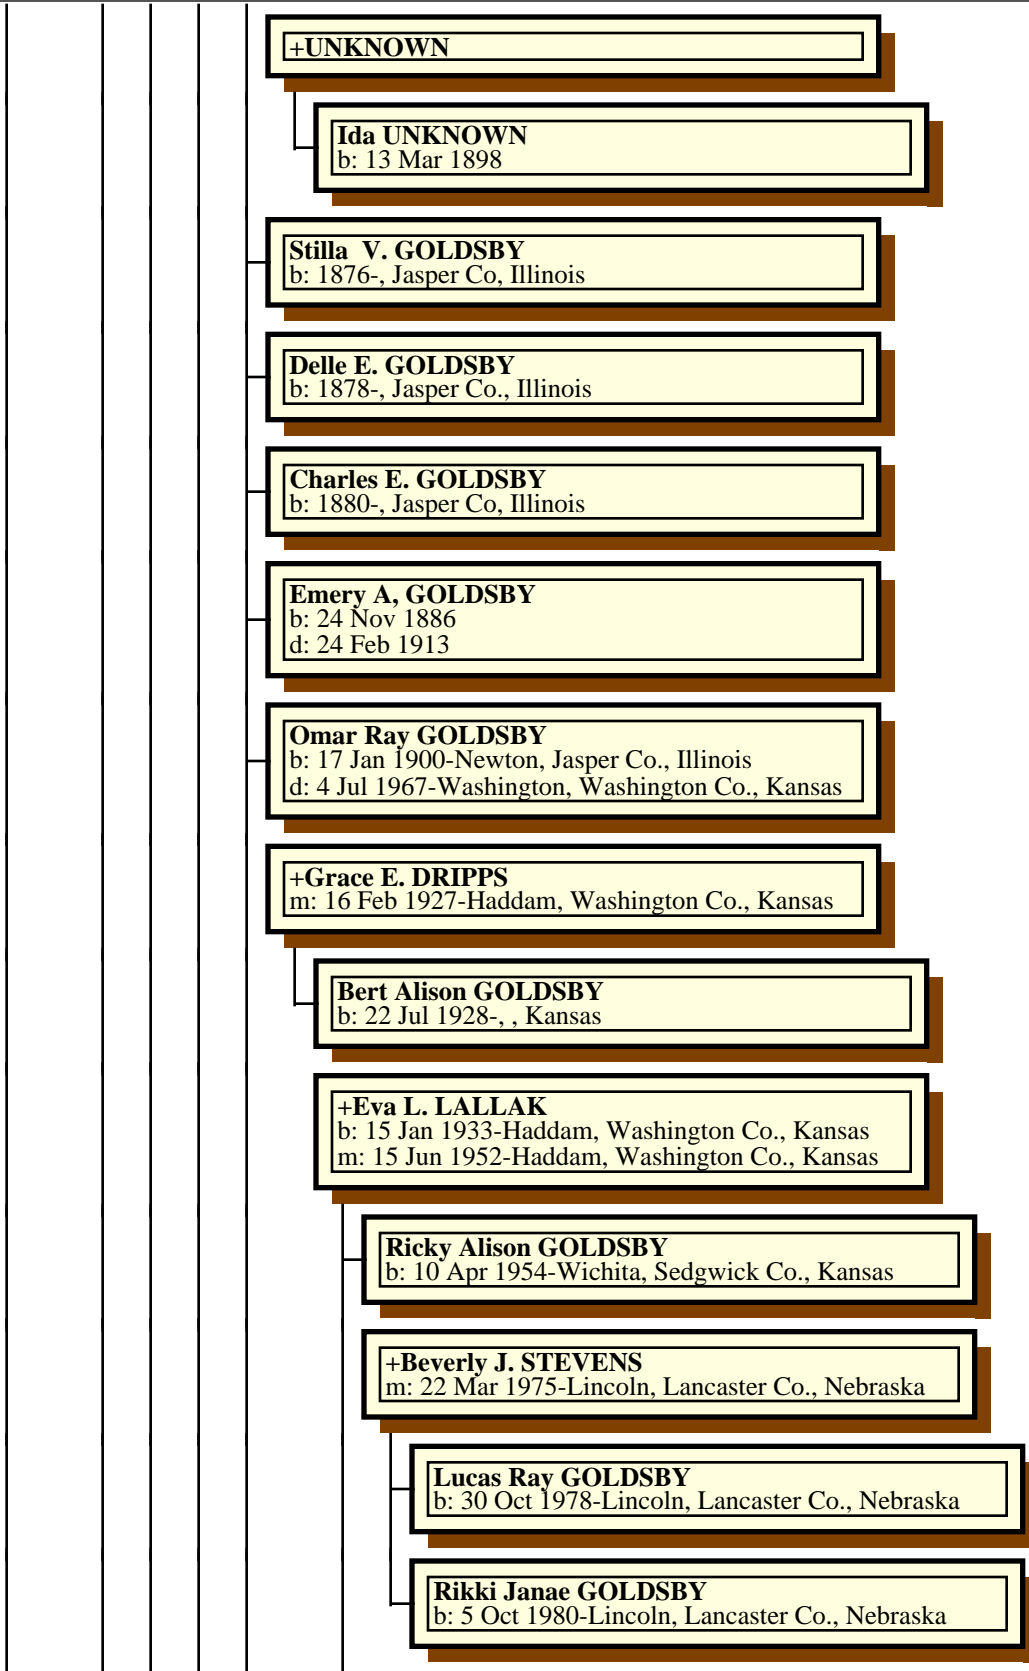 +UNKNOWN
Ida UNKNOWN
b: 13 Mar 1898
Stilla  V. GOLDSBY
b: 1876-, Jasper Co, Illinois
Delle E. GOLDSBY
b: 1878-, Jasper Co., Illinois
Charles E. GOLDSBY
b: 1880-, Jasper Co, Illinois
Emery A, GOLDSBY
b: 24 Nov 1886
d: 24 Feb 1913
Omar Ray GOLDSBY
b: 17 Jan 1900-Newton, Jasper Co., Illinois
d: 4 Jul 1967-Washington, Washington Co., Kansas
+Grace E. DRIPPS
m: 16 Feb 1927-Haddam, Washington Co., Kansas
Bert Alison GOLDSBY
b: 22 Jul 1928-, , Kansas
+Eva L. LALLAK
b: 15 Jan 1933-Haddam, Washington Co., Kansas
m: 15 Jun 1952-Haddam, Washington Co., Kansas
Ricky Alison GOLDSBY
b: 10 Apr 1954-Wichita, Sedgwick Co., Kansas
+Beverly J. STEVENS
m: 22 Mar 1975-Lincoln, Lancaster Co., Nebraska
Lucas Ray GOLDSBY
b: 30 Oct 1978-Lincoln, Lancaster Co., Nebraska
Rikki Janae GOLDSBY
b: 5 Oct 1980-Lincoln, Lancaster Co., Nebraska